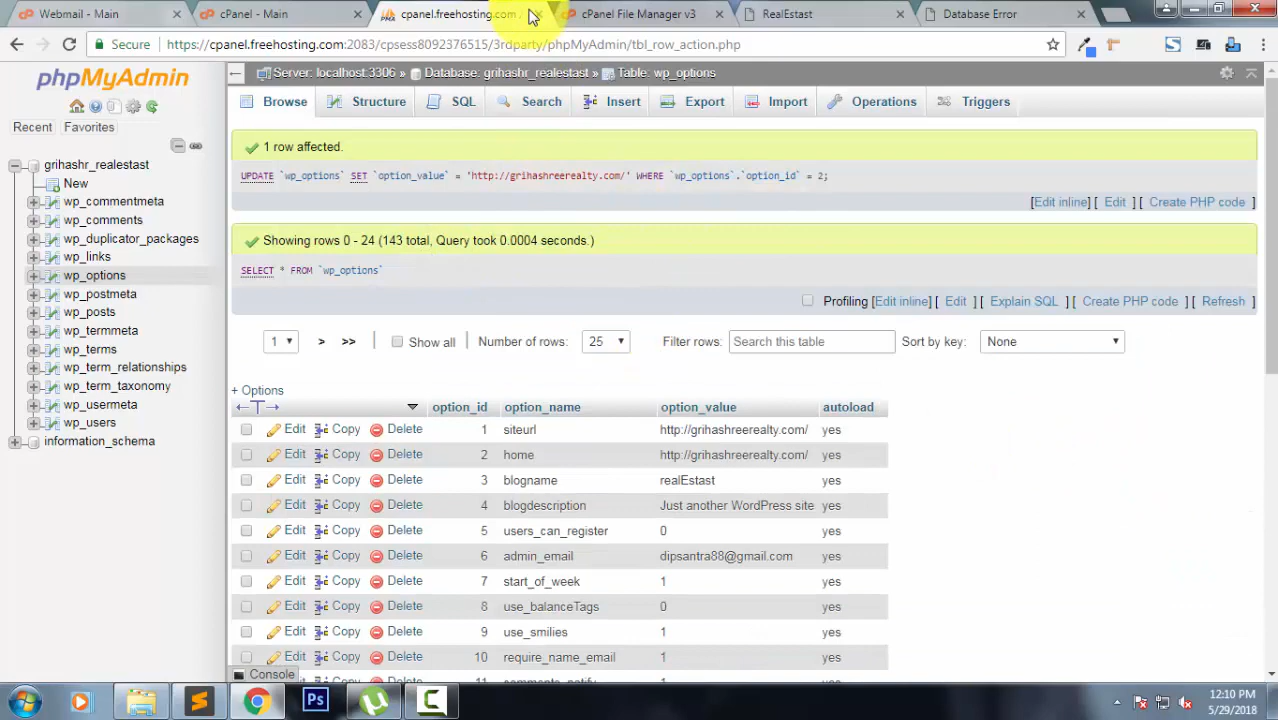 Webmail - Main
cPanel - Main
cpanel.freehosting.com /
cPanel File Manager v3
RealEstast
Database Error
Secure
https://cpanel.freehosting.com:2083/cpsess8092376515/3rdparty/phpMyAdmin/tbl_row_action.php
phpMyAdmin
Server: localhost:3306 » Database: grihashr_realestast » Table: wp_options
Browse Structure SQL Search Insert Export Import Operations Triggers
Recent Favorites
grihashr_realestast
New
wp_commentmeta
wp_comments
wp_duplicator_packages
wp_links
wp_options
wp_postmeta
wp_posts
wp_termmeta
wp_terms
wp_term_relationships
wp_term_taxonomy
wp_usermeta
wp_users
information_schema
1 row affected.
UPDATE `wp_options` SET `option_value` = 'http://grihashreerealty.com/' WHERE `wp_options`.`option_id` = 2;
[Edit inline] [ Edit ] [ Create PHP code ]
Showing rows 0 - 24 (143 total, Query took 0.0004 seconds.)
SELECT * FROM `wp_options`
Profiling [Edit inline] [ Edit ] [ Explain SQL ] [ Create PHP code ] [ Refresh ]
1 > >> Show all Number of rows: 25 Filter rows: Search this table Sort by key: None
+ Options
option_id option_name option_value autoload
Edit Copy Delete 1 siteurl http://grihashreerealty.com/ yes
Edit Copy Delete 2 home http://grihashreerealty.com/ yes
Edit Copy Delete 3 blogname realEstast yes
Edit Copy Delete 4 blogdescription Just another WordPress site yes
Edit Copy Delete 5 users_can_register 0 yes
Edit Copy Delete 6 admin_email dipsantra88@gmail.com yes
Edit Copy Delete 7 start_of_week 1 yes
Edit Copy Delete 8 use_balanceTags 0 yes
Edit Copy Delete 9 use_smilies 1 yes
Edit Copy Delete 10 require_name_email 1 yes
Console
Ps
12:10 PM
5/29/2018